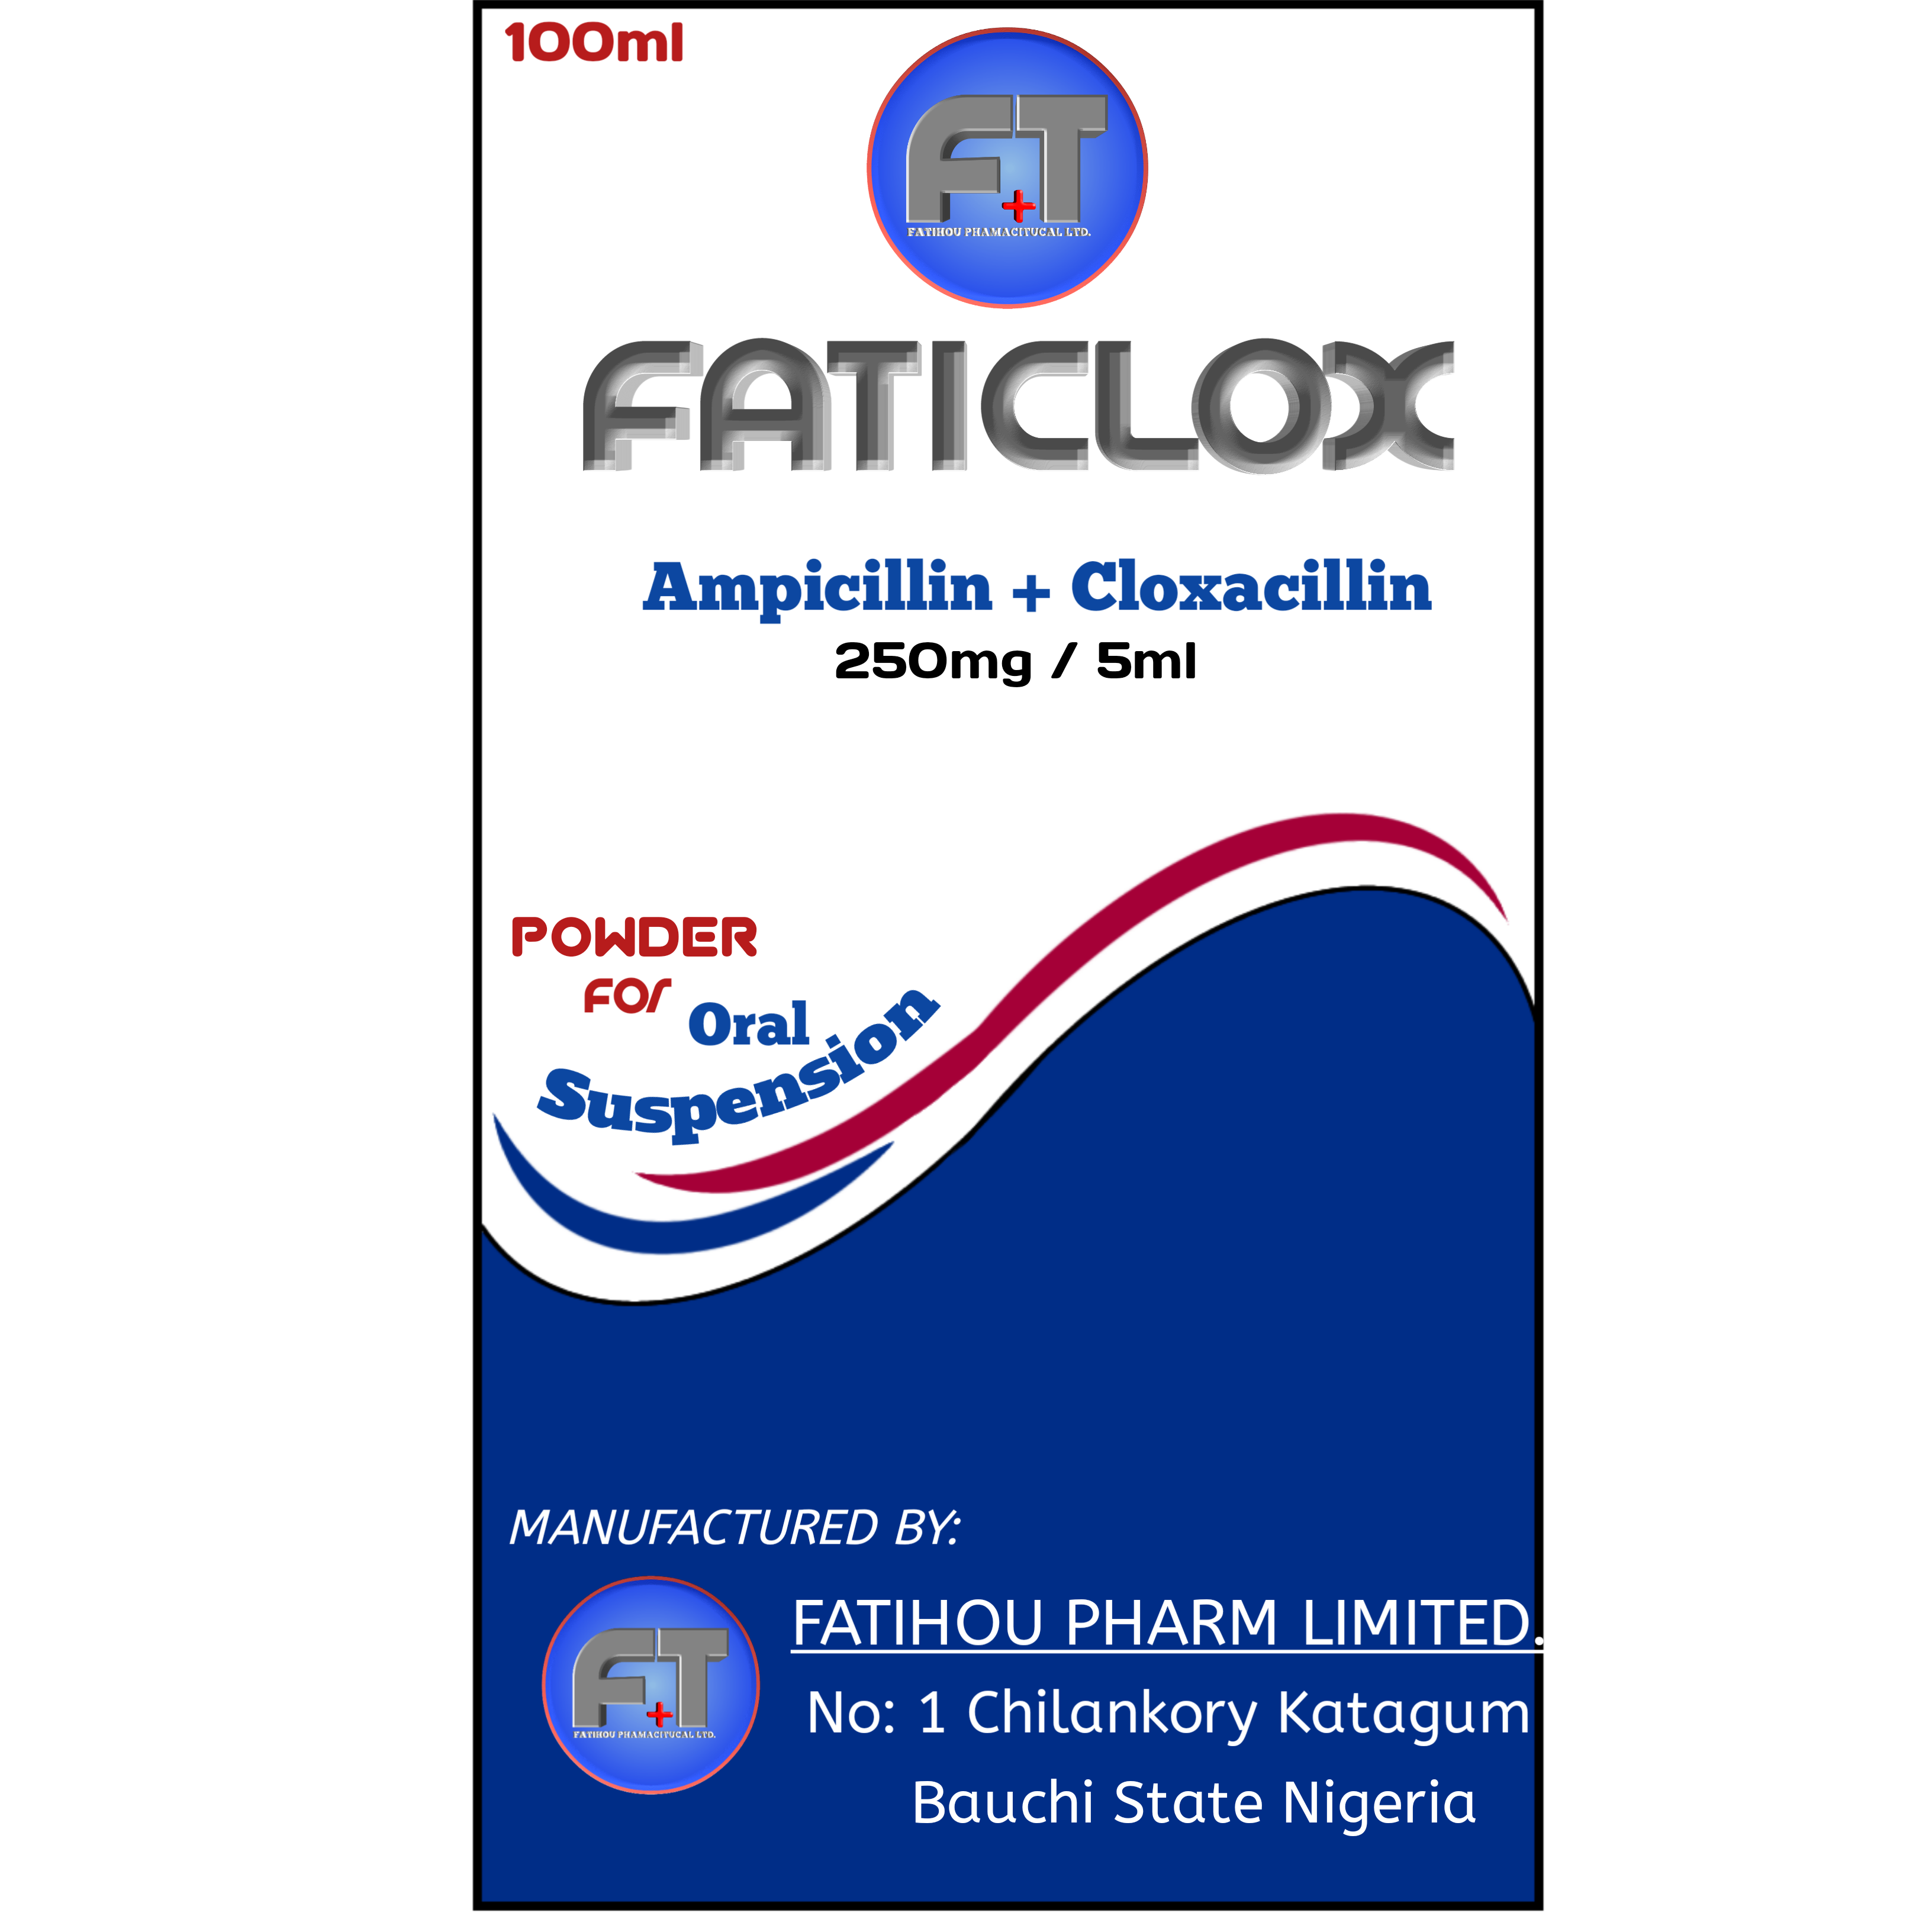 100ml
FATIHOU PHAMACITUCAL LTD.
FATICLOX
Ampicillin + Cloxacillin
250mg / 5ml
POWDER
FOr
Oral
Suspension
MANUFACTURED BY:
FATIHOU PHARM LIMITED.
FATIHOU PHAMACITUCAL LTD.
No: 1 Chilankory Katagum
Bauchi State Nigeria